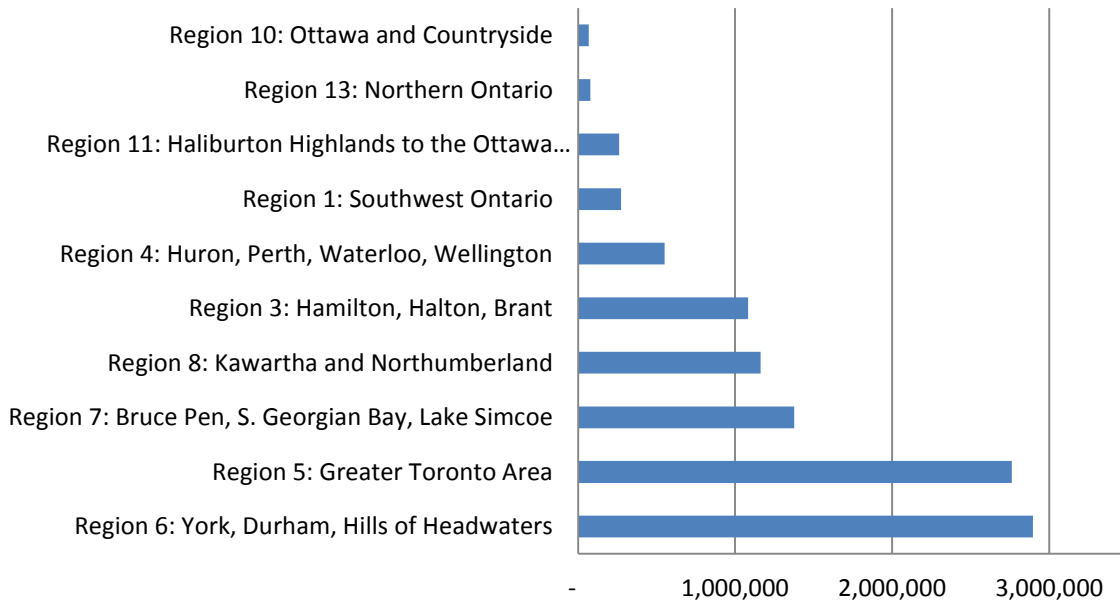 Region 10: Ottawa and Countryside
Region 13: Northern Ontario
Region 11: Haliburton Highlands to the Ottawa…
Region 1: Southwest Ontario
Region 4: Huron, Perth, Waterloo, Wellington
Region 3: Hamilton, Halton, Brant
Region 8: Kawartha and Northumberland
Region 7: Bruce Pen, S. Georgian Bay, Lake Simcoe
Region 5: Greater Toronto Area
Region 6: York, Durham, Hills of Headwaters
- 1,000,000 2,000,000 3,000,000